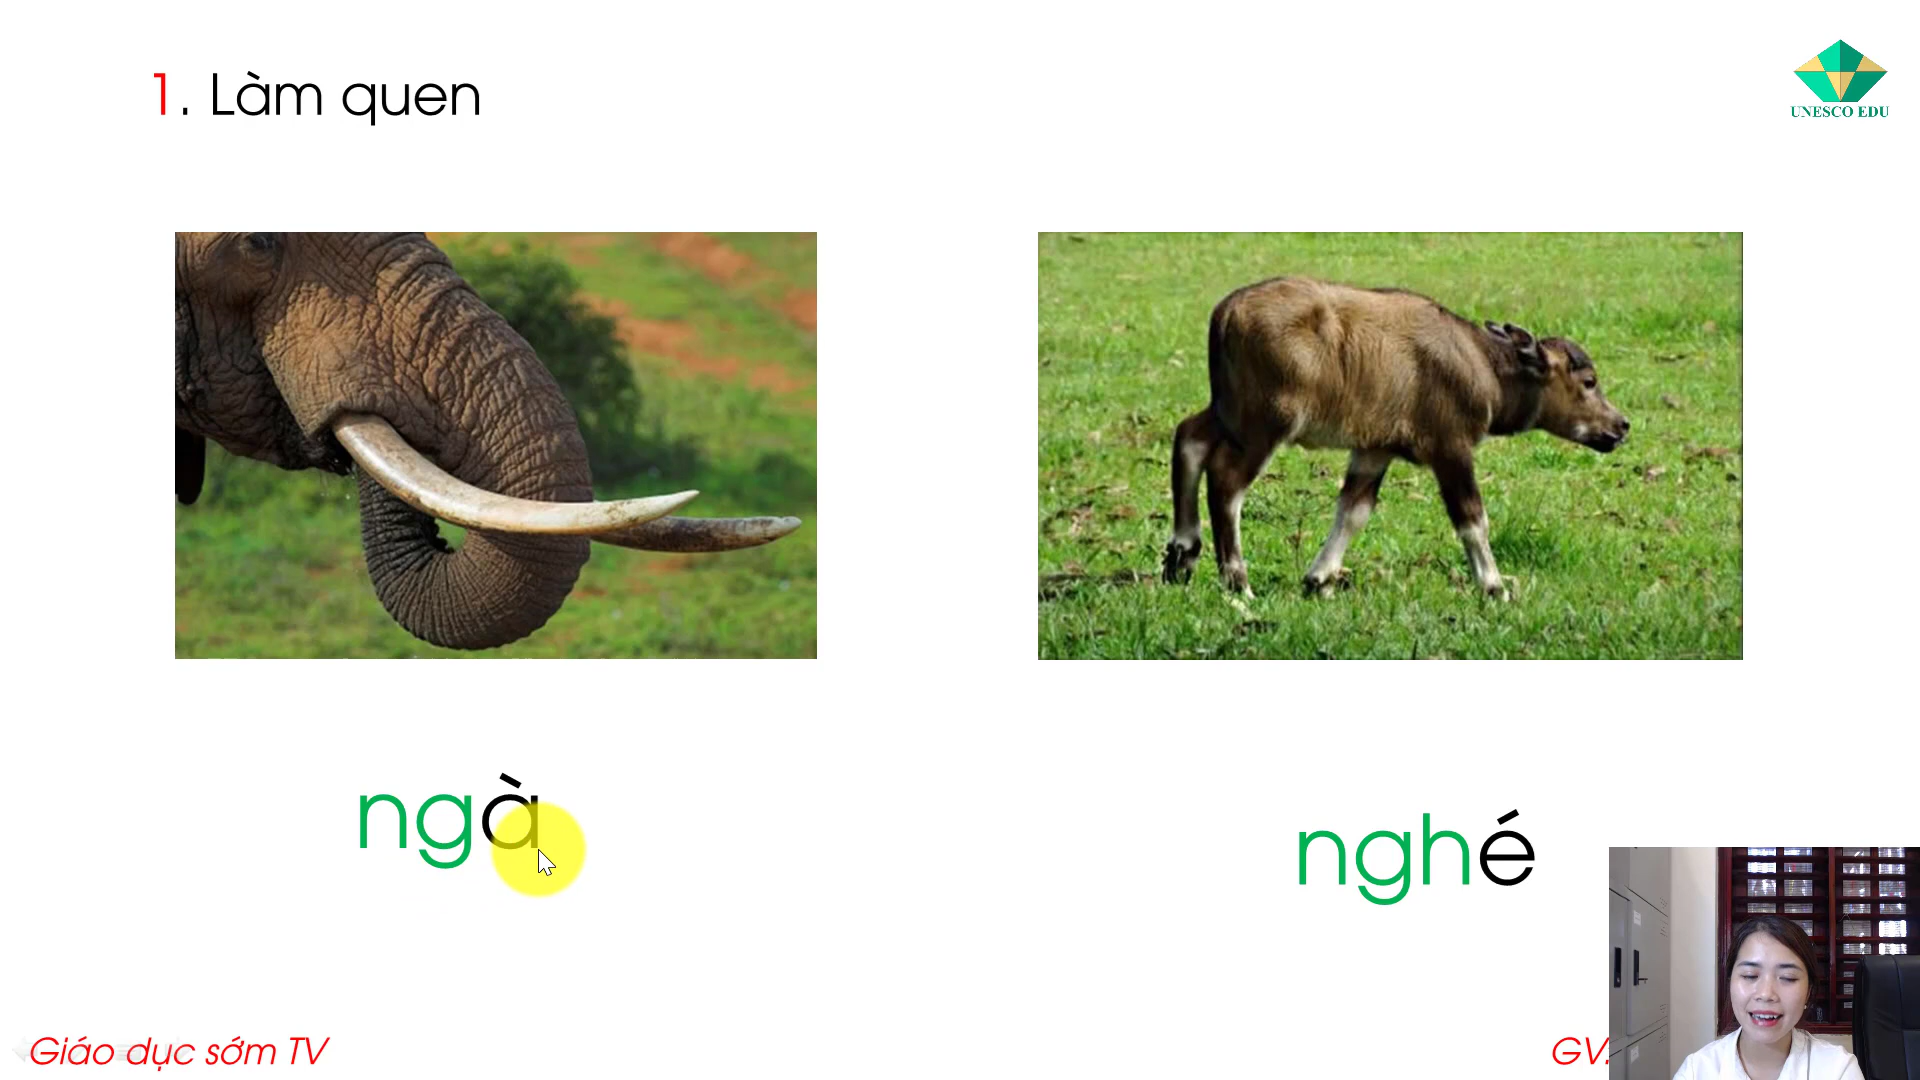 1. Làm quen
UNESCO EDU
ngà
nghé
Giáo dục sớm TV
GV.